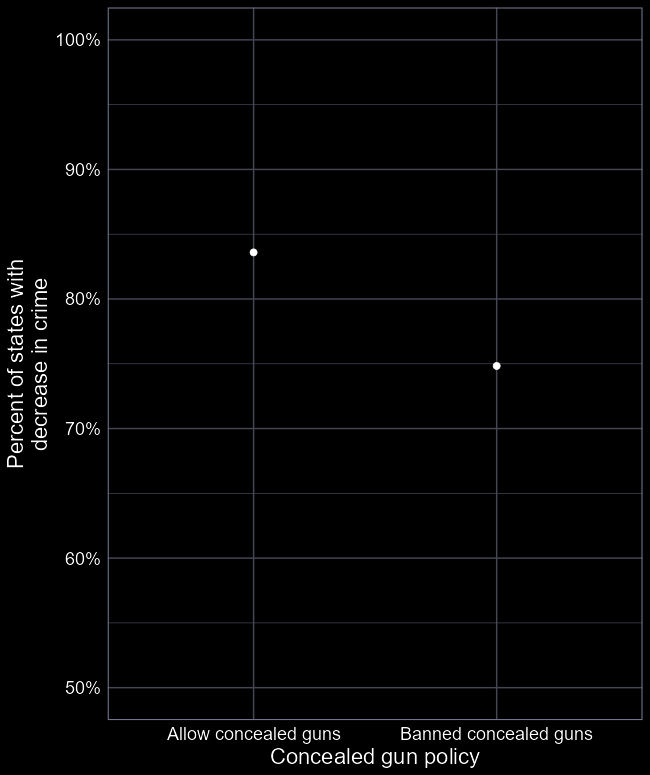 100%
90%
80%
70%
60%
50%
Percent of states with
decrease in crime
Allow concealed guns
Banned concealed guns
Concealed gun policy